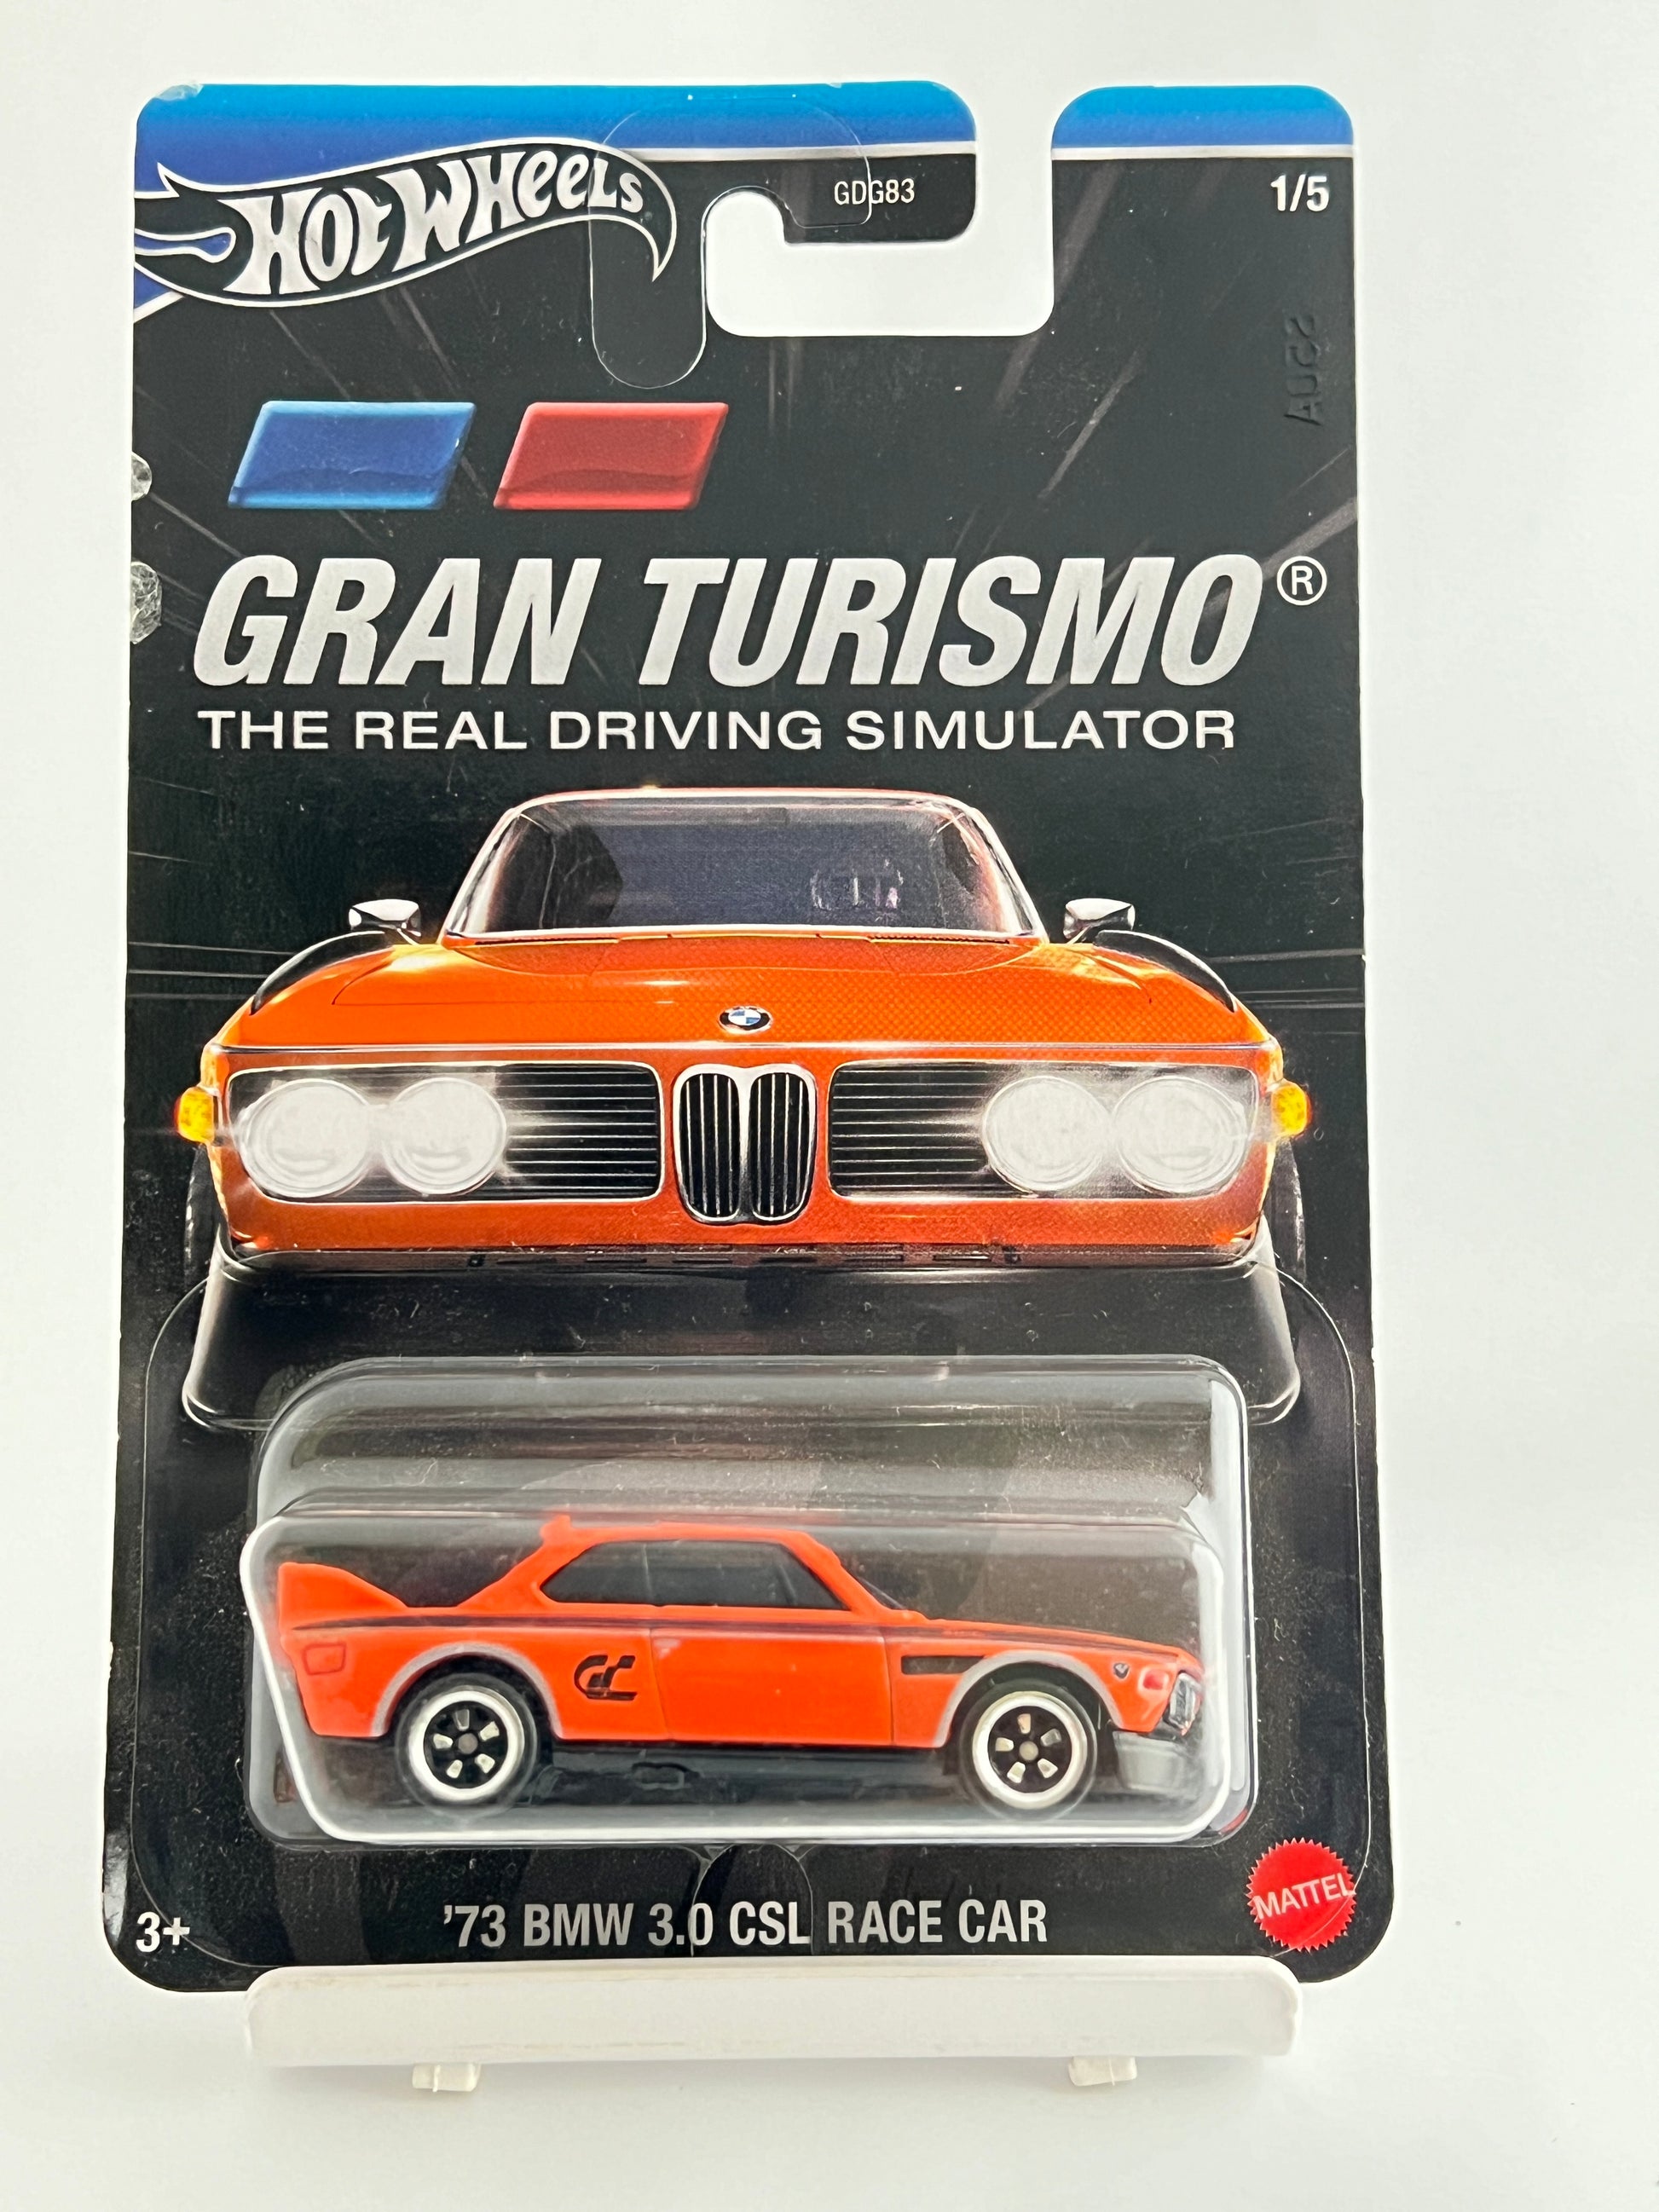 HOT WHEELS
GDG83
1/5
GRAN TURISMO®
THE REAL DRIVING SIMULATOR
GT
3+
'73 BMW 3.0 CSL RACE CAR
MATTEL